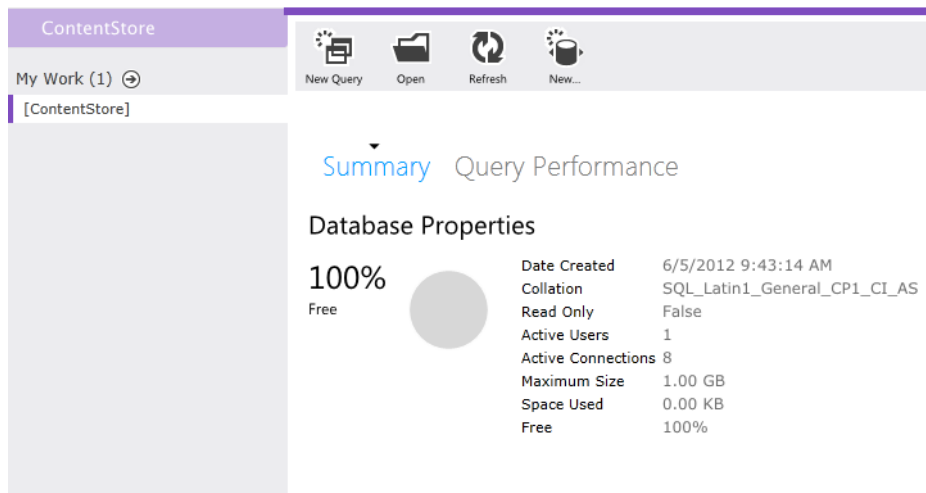 ContentStore
My Work (1)
[ContentStore]
New Query Open Refresh New...
Summary Query Performance
Database Properties
100%
Free
Date Created 6/5/2012 9:43:14 AM
Collation SQL_Latin1_General_CP1_CI_AS
Read Only False
Active Users 1
Active Connections 8
Maximum Size 1.00 GB
Space Used 0.00 KB
Free 100%